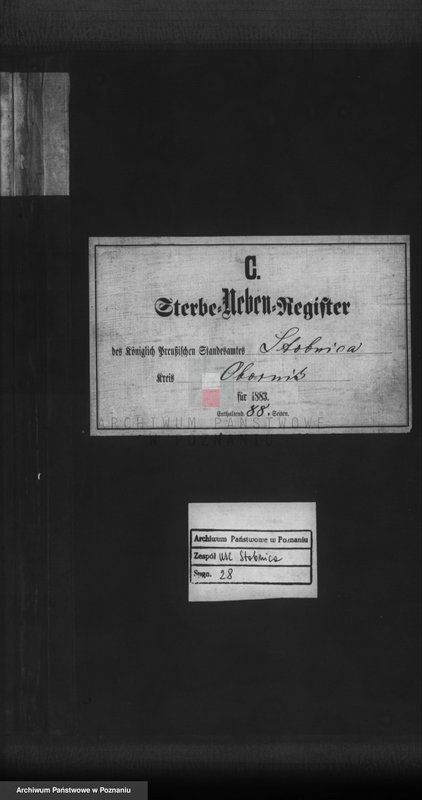 C.
Sterbe-Neben-Register
des Königlich Preußischen Standesamtes Stobnica
Kreis Obornik
für 1883.
Enthaltend 88. Seiten.
ARCHIWUM PAŃSTWOWE
W POZNANIU
Archiwum Państwowe w Poznaniu
Zespół USC Stobnica
Sygn. 28
Archiwum Państwowe w Poznaniu